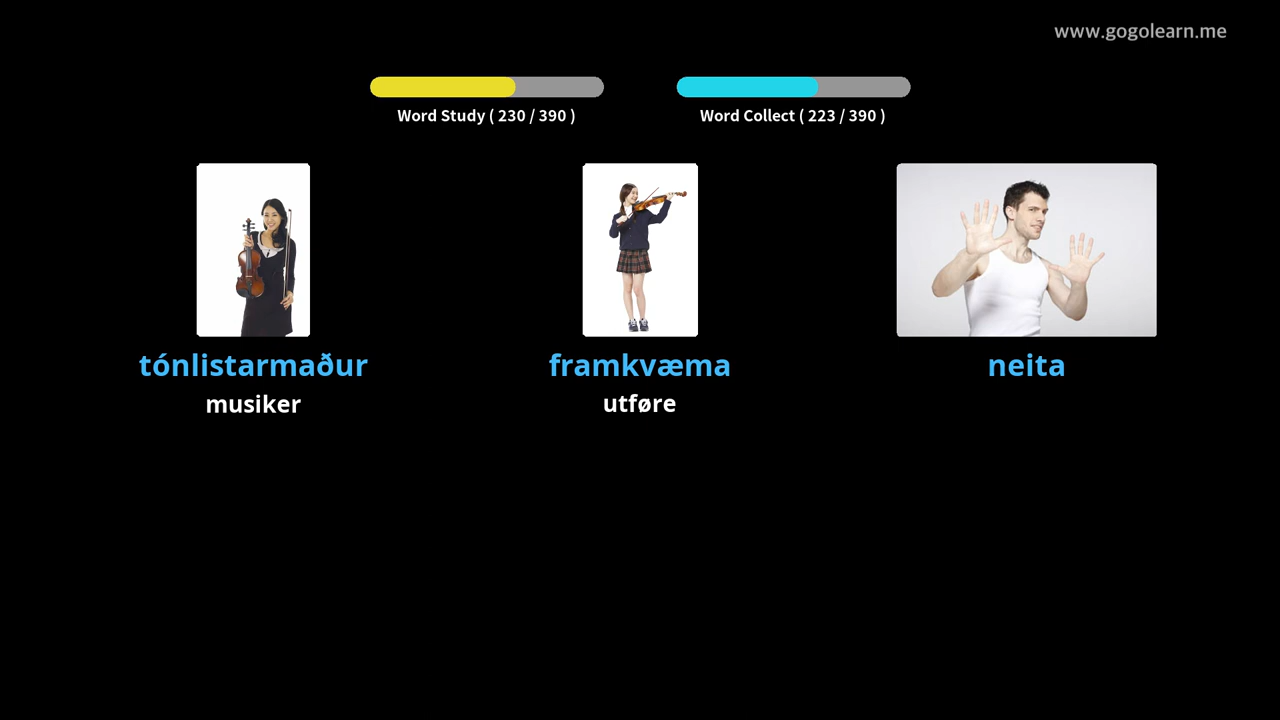 www.gogolearn.me
Word Study ( 230 / 390 )
Word Collect ( 223 / 390 )
tónlistarmaður
musiker
framkvæma
utføre
neita